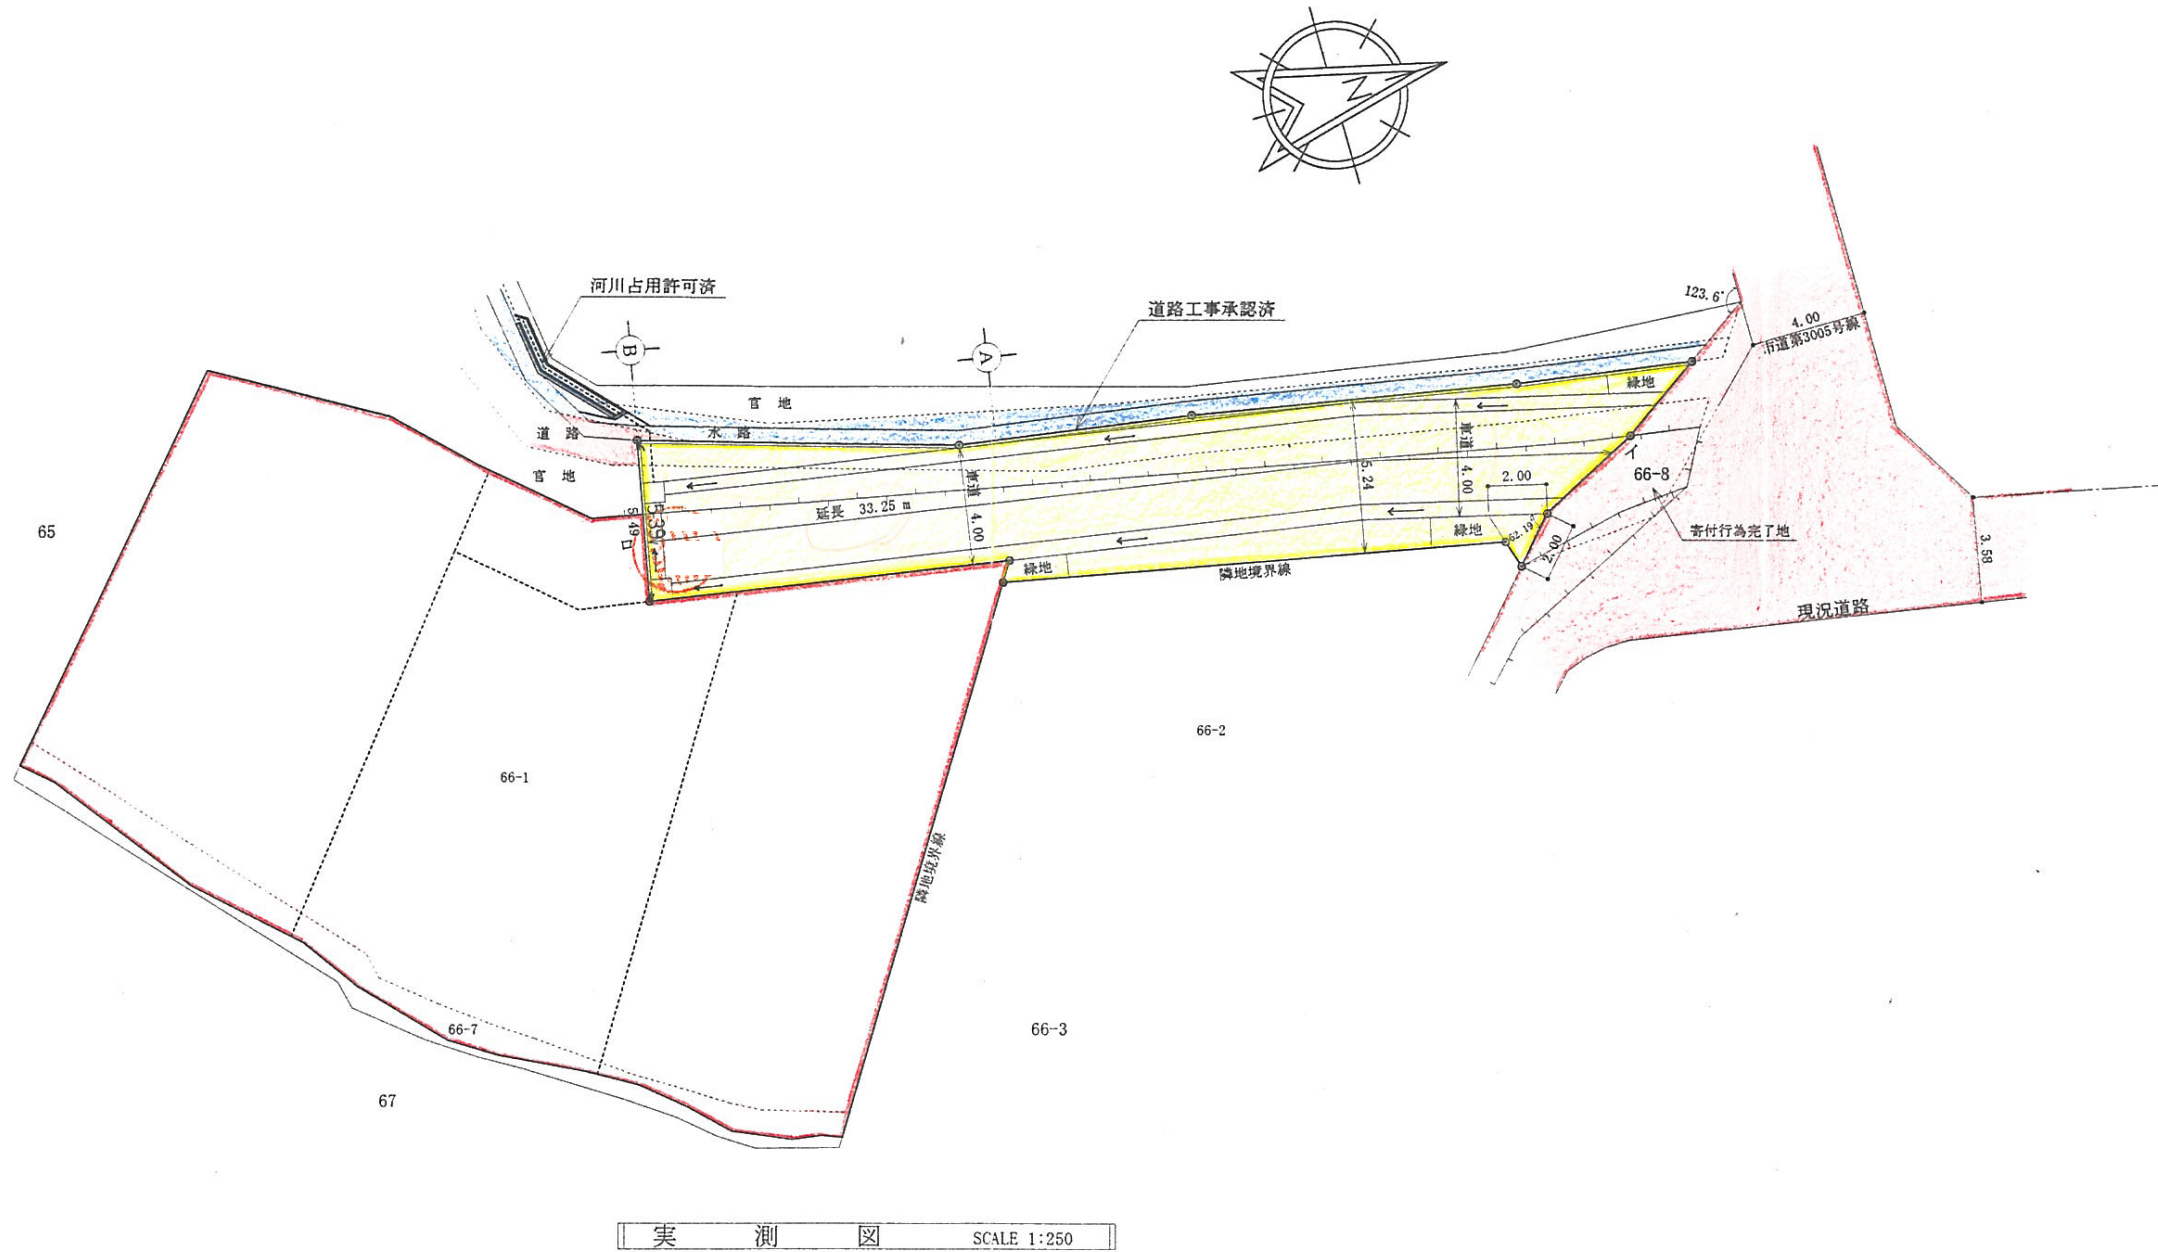 N
123.6°
河川占用許可済
道路工事承認済
4.00
市道第3005号線
B
A
官 地
緑地
道 路
水 路
イ
車道
4.00
5.24
2.00
66-8
官 地
車道
4.00
延長 33.25 m
5.39
5.49
ロ
緑地
62.19°
2.00
寄付行為完了地
65
3.58
緑地
隣地境界線
現況道路
66-2
66-1
隣地境界線
66-7
66-3
67
実 測 図 SCALE 1:250